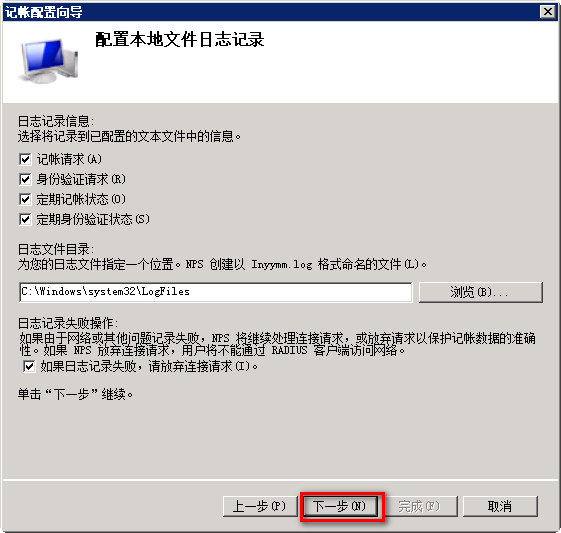 记帐配置向导
配置本地文件日志记录
日志记录信息:
选择将记录到已配置的文本文件中的信息。
记帐请求(A)
身份验证请求(R)
定期记帐状态(O)
定期身份验证状态(S)
日志文件目录:
为您的日志文件指定一个位置。NPS 创建以 Inyymm.log 格式命名的文件(L)。
C:\Windows\system32\LogFiles
浏览(B)...
日志记录失败操作:
如果由于网络或其他问题记录失败，NPS 将继续处理连接请求，或放弃请求以保护记帐数据的准确
性。如果 NPS 放弃连接请求，用户将不能通过 RADIUS 客户端访问网络。
如果日志记录失败，请放弃连接请求(I)。
单击“下一步”继续。
上一步(P)
下一步(N)
完成(F)
取消